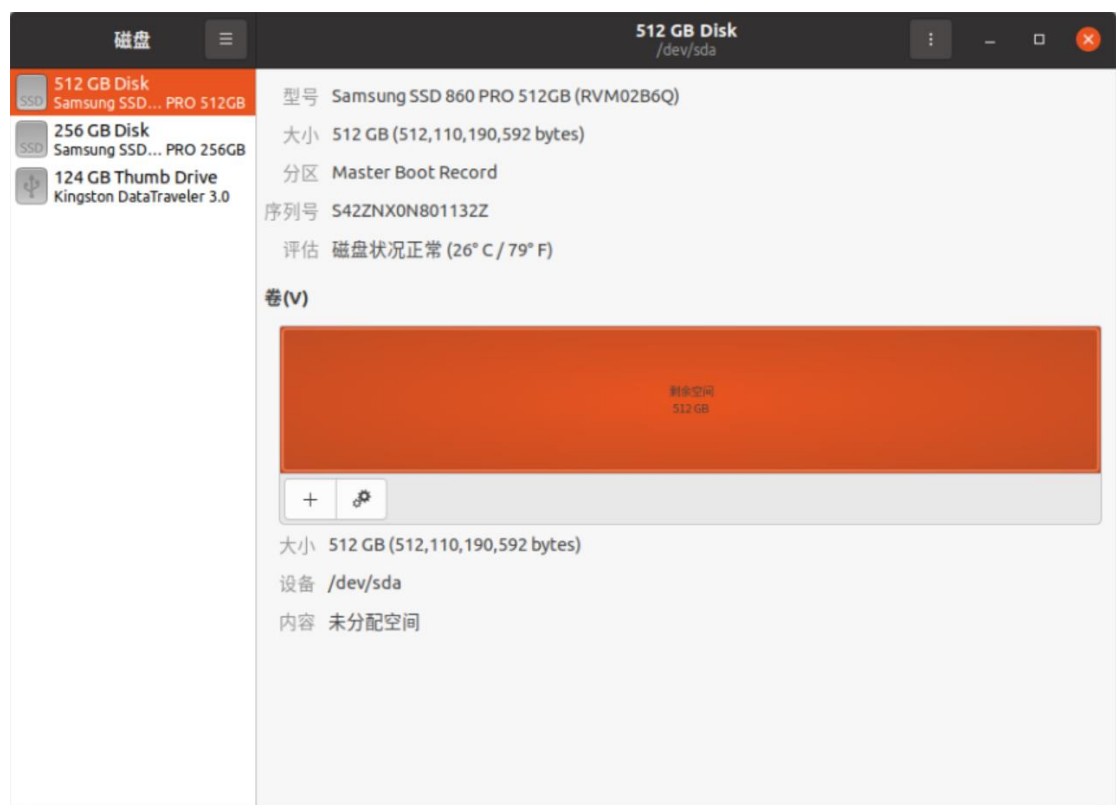 磁盘
512 GB Disk
/dev/sda
512 GB Disk
SSD
Samsung SSD... PRO 512GB
256 GB Disk
SSD
Samsung SSD... PRO 256GB
124 GB Thumb Drive
Kingston DataTraveler 3.0
型号 Samsung SSD 860 PRO 512GB (RVM02B6Q)
大小 512 GB (512,110,190,592 bytes)
分区 Master Boot Record
序列号 S42ZNX0N801132Z
评估 磁盘状况正常 (26° C / 79° F)
卷(V)
剩余空间
512 GB
大小 512 GB (512,110,190,592 bytes)
设备 /dev/sda
内容 未分配空间